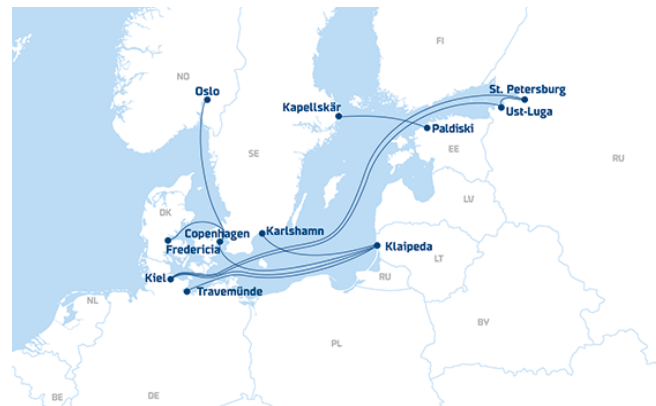 FI
NO
Oslo
St. Petersburg
Kapellskär
Ust-Luga
Paldiski
SE
EE
RU
LV
DK
Copenhagen
Karlshamn
Fredericia
Klaipeda
LT
Kiel
RU
Travemünde
NL
BY
PL
BE
DE